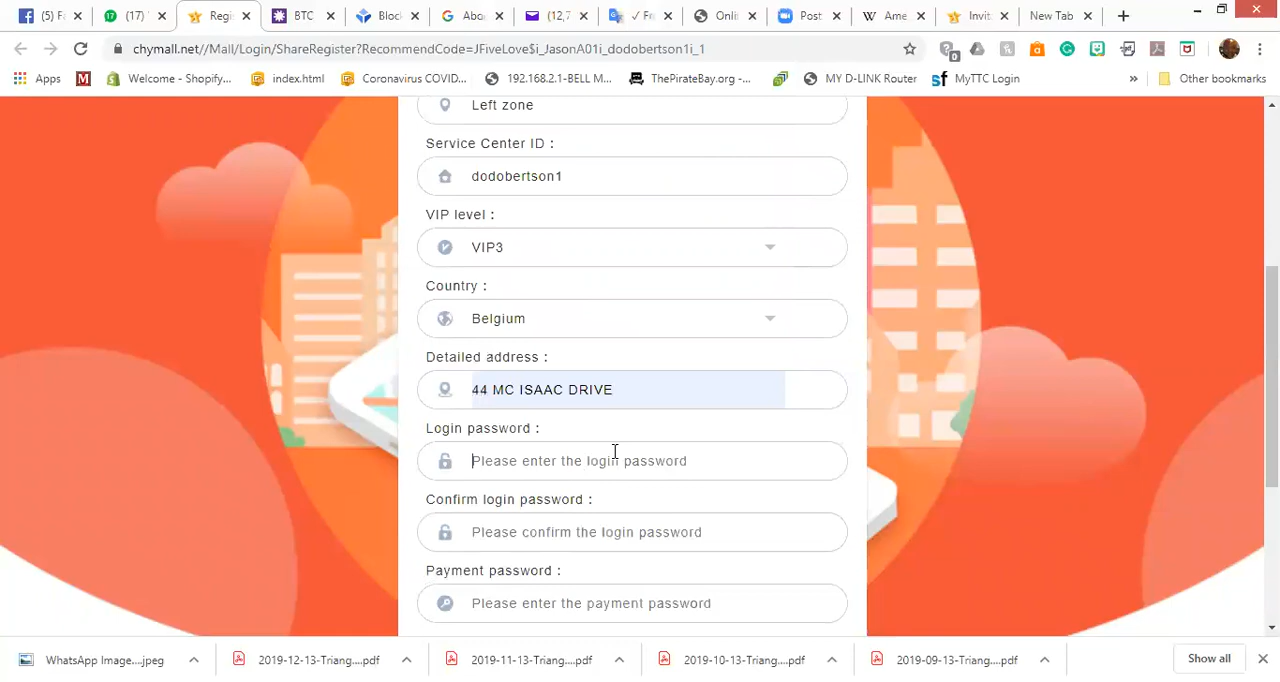 (5) F
(17)
Regi
BTC
Bloc
Abo
2,7
Fr
Onli
Post
Ame
Invit
New Tab
chymall.net//Mall/Login/ShareRegister?RecommendCode=JFiveLove$i_JasonA01i_dodobertson1i_1
Apps
Welcome - Shopify...
index.html
Coronavirus COVID...
192.168.2.1-BELL M...
ThePirateBay.org -...
MY D-LINK Router
sf MyTTC Login
»
Other bookmarks
Left zone
Service Center ID :
dodobertson1
VIP level :
VIP3
Country :
Belgium
Detailed address :
44 MC ISAAC DRIVE
Login password :
Please enter the login password
Confirm login password :
Please confirm the login password
Payment password :
Please enter the payment password
WhatsApp Image....jpeg
2019-12-13-Triang....pdf
2019-11-13-Triang....pdf
2019-10-13-Triang....pdf
2019-09-13-Triang....pdf
Show all